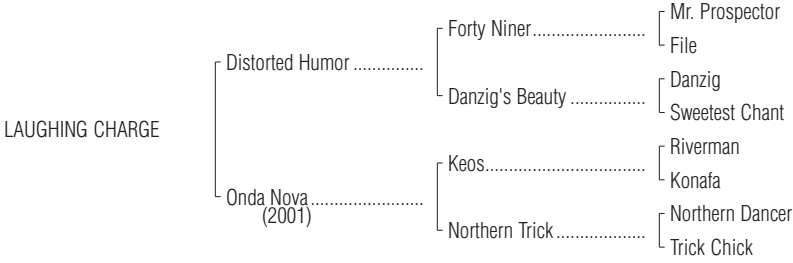 Mr. Prospector
Forty Niner........................
File
Distorted Humor ...............
Danzig
Danzig's Beauty ................
Sweetest Chant
LAUGHING CHARGE
Riverman
Keos..................................
Konafa
Onda Nova........................
(2001)
Northern Dancer
Northern Trick...................
Trick Chick